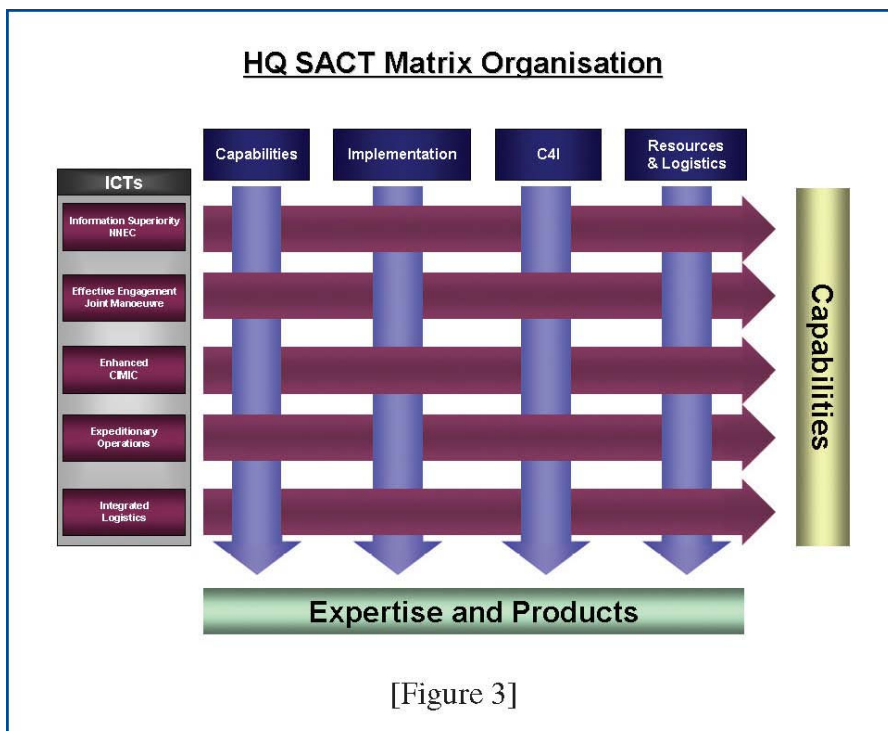 HQ SACT Matrix Organisation
Capabilities
Implementation
C4I
Resources
& Logistics
ICTs
Information Superiority
NNEC
Effective Engagement
Joint Manoeuvre
Enhanced
CIMIC
Expeditionary
Operations
Integrated
Logistics
Capabilities
Expertise and Products
[Figure 3]